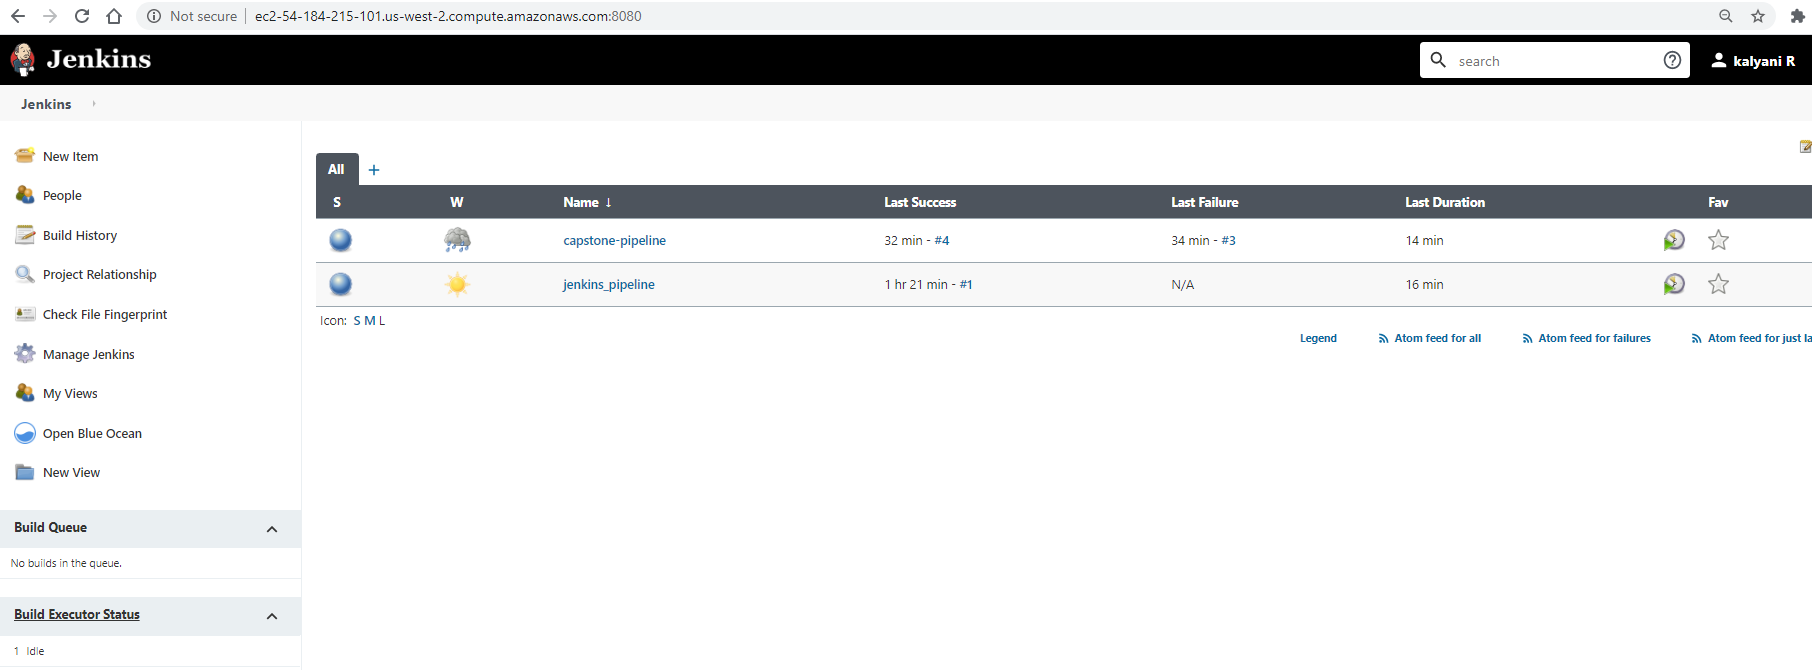 Not secure ec2-54-184-215-101.us-west-2.compute.amazonaws.com:8080
Jenkins
search
kalyani R
Jenkins
New Item
People
Build History
Project Relationship
Check File Fingerprint
Manage Jenkins
My Views
Open Blue Ocean
New View
Build Queue
No builds in the queue.
Build Executor Status
1 Idle
All +
S W Name ↓ Last Success Last Failure Last Duration Fav
capstone-pipeline 32 min - #4 34 min - #3 14 min
jenkins_pipeline 1 hr 21 min - #1 N/A 16 min
Icon: S M L
Legend Atom feed for all Atom feed for failures Atom feed for just la